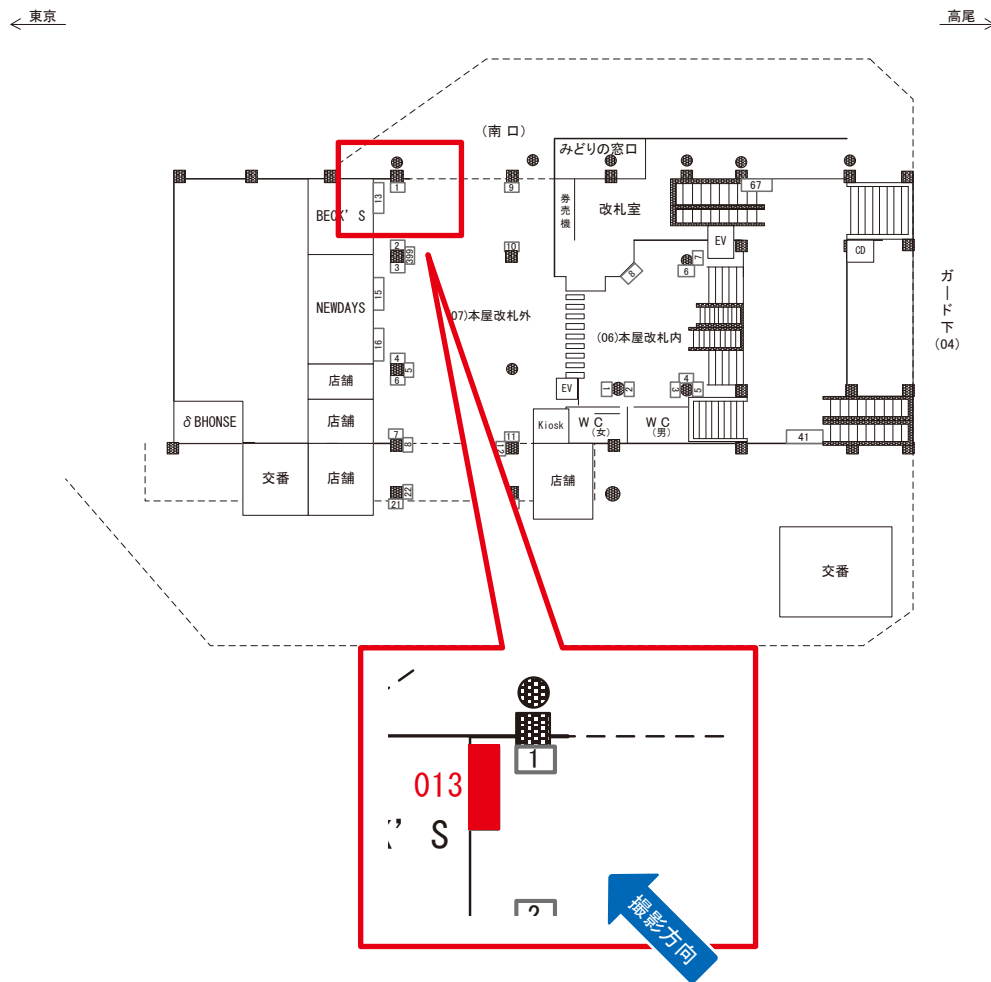 東京
高尾
(南 口)
みどりの窓口
67
1
9
13
券売機
改札室
BECK’S
EV
CD
2
399
3
10
7
6
8
ガード下
(04)
15
NEWDAYS
(07)本屋改札外
(06)本屋改札内
16
4
5
6
店舗
EV
1
2
3
4
5
δBHONSE
店舗
Kiosk
WC
(女)
WC
(男)
7
8
11
12
41
交番
店舗
店舗
22
21
交番
1
013
’S
2
撮影方向